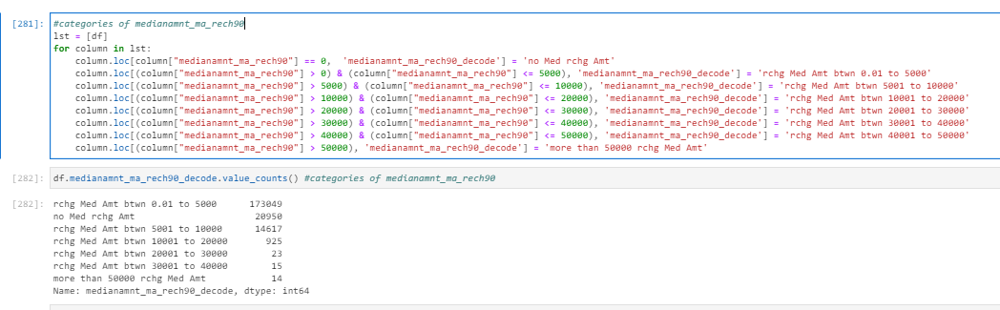 [281]: #categories of medianamnt_ma_rech90
lst = [df]
for column in lst:
    column.loc[column["medianamnt_ma_rech90"] == 0,  'medianamnt_ma_rech90_decode'] = 'no Med rchg Amt'
    column.loc[(column["medianamnt_ma_rech90"] > 0) & (column["medianamnt_ma_rech90"] <= 5000), 'medianamnt_ma_rech90_decode'] = 'rchg Med Amt btwn 0.01 to 5000'
    column.loc[(column["medianamnt_ma_rech90"] > 5000) & (column["medianamnt_ma_rech90"] <= 10000), 'medianamnt_ma_rech90_decode'] = 'rchg Med Amt btwn 5001 to 10000'
    column.loc[(column["medianamnt_ma_rech90"] > 10000) & (column["medianamnt_ma_rech90"] <= 20000), 'medianamnt_ma_rech90_decode'] = 'rchg Med Amt btwn 10001 to 20000'
    column.loc[(column["medianamnt_ma_rech90"] > 20000) & (column["medianamnt_ma_rech90"] <= 30000), 'medianamnt_ma_rech90_decode'] = 'rchg Med Amt btwn 20001 to 30000'
    column.loc[(column["medianamnt_ma_rech90"] > 30000) & (column["medianamnt_ma_rech90"] <= 40000), 'medianamnt_ma_rech90_decode'] = 'rchg Med Amt btwn 30001 to 40000'
    column.loc[(column["medianamnt_ma_rech90"] > 40000) & (column["medianamnt_ma_rech90"] <= 50000), 'medianamnt_ma_rech90_decode'] = 'rchg Med Amt btwn 40001 to 50000'
    column.loc[(column["medianamnt_ma_rech90"] > 50000), 'medianamnt_ma_rech90_decode'] = 'more than 50000 rchg Med Amt'
[282]: df.medianamnt_ma_rech90_decode.value_counts() #categories of medianamnt_ma_rech90
[282]: rchg Med Amt btwn 0.01 to 5000     173049
no Med rchg Amt                     20950
rchg Med Amt btwn 5001 to 10000     14617
rchg Med Amt btwn 10001 to 20000      925
rchg Med Amt btwn 20001 to 30000       23
rchg Med Amt btwn 30001 to 40000       15
more than 50000 rchg Med Amt           14
Name: medianamnt_ma_rech90_decode, dtype: int64